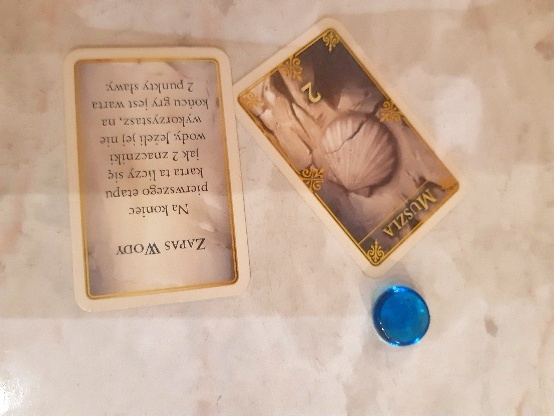 ZAPAS WODY
Na koniec
pierwszego etapu
karta ta liczy się
jak 2 znaczniki
wody. Jeżeli jej nie
wykorzystasz, na
końcu gry jest warta
2 punkty sławy.
MUSZLA
2